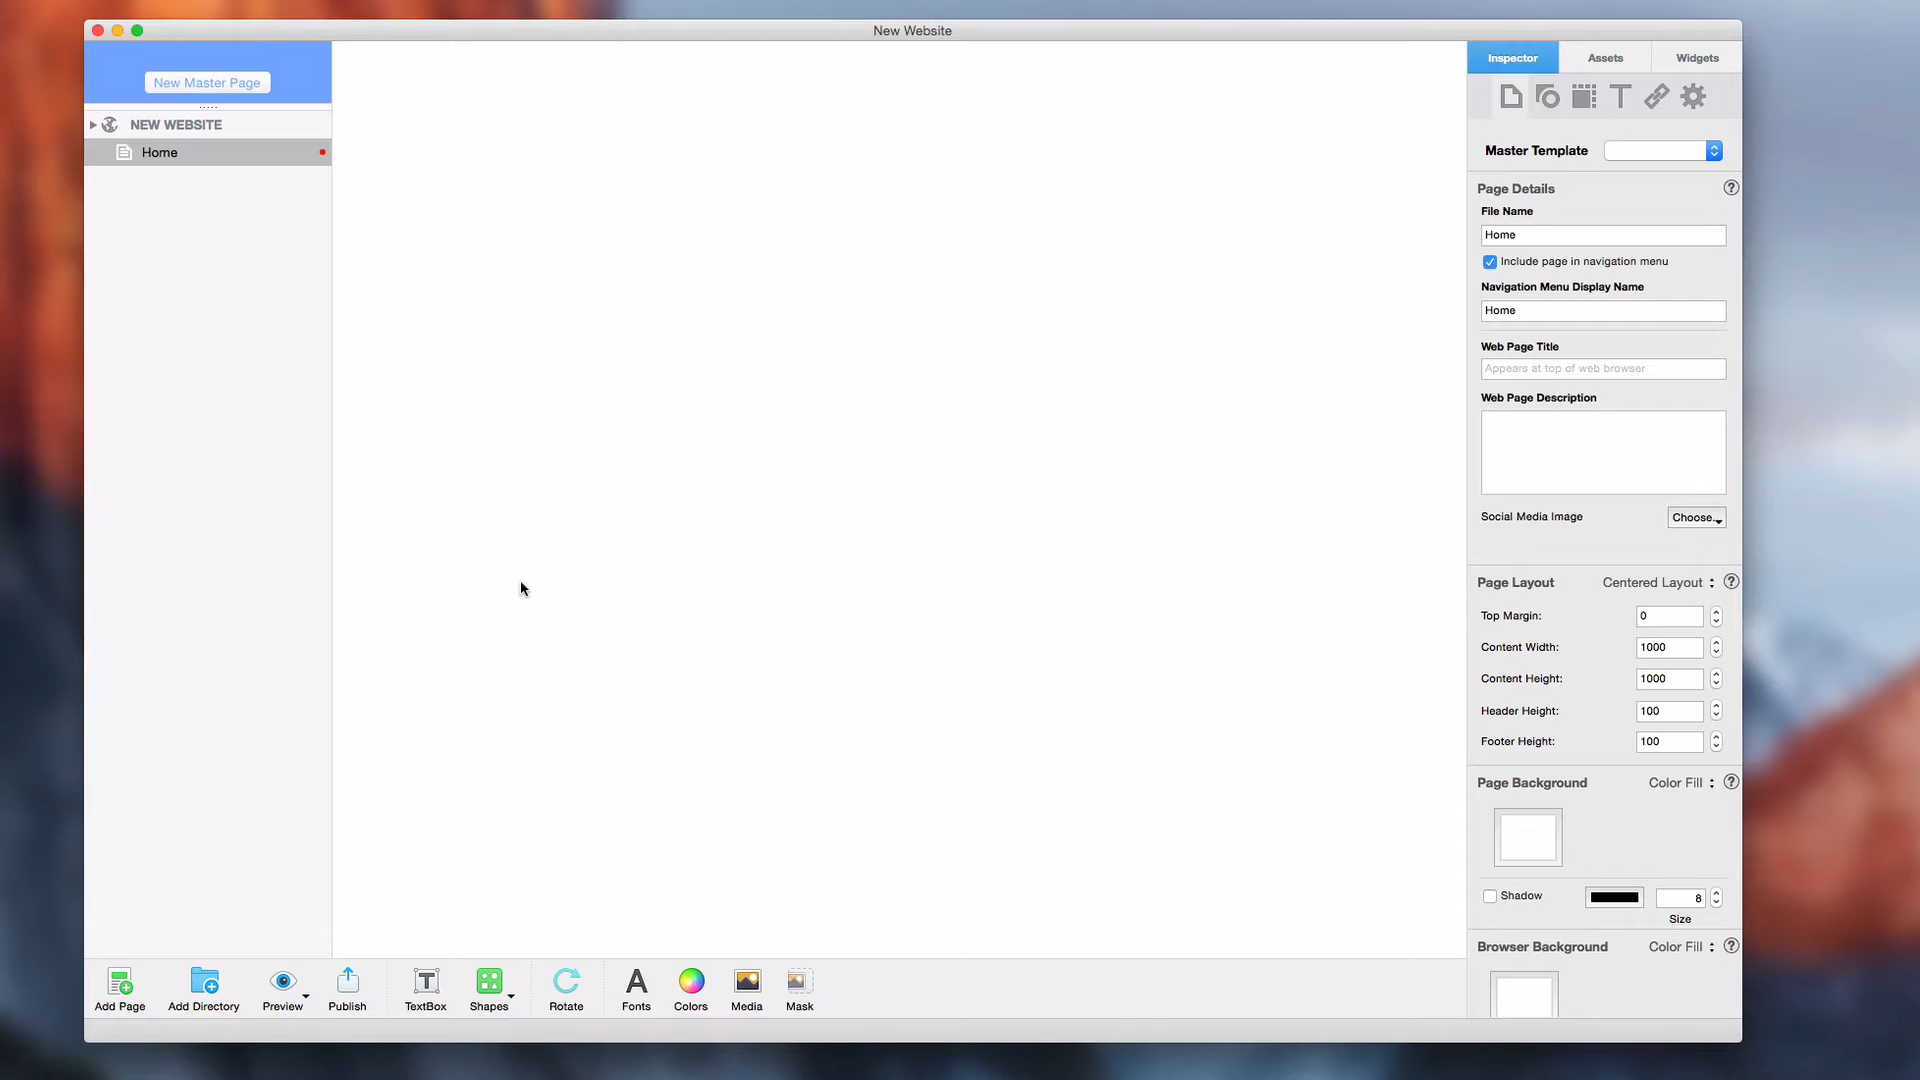 New Website
New Master Page
NEW WEBSITE
Home
Inspector
Assets
Widgets
Master Template
Page Details
File Name
Home
Include page in navigation menu
Navigation Menu Display Name
Home
Web Page Title
Appears at top of web browser
Web Page Description
Social Media Image
Choose...
Page Layout
Centered Layout
Top Margin:
0
Content Width:
1000
Content Height:
1000
Header Height:
100
Footer Height:
100
Page Background
Color Fill
Shadow
8
Size
Browser Background
Color Fill
Add Page
Add Directory
Preview
Publish
TextBox
Shapes
Rotate
Fonts
Colors
Media
Mask